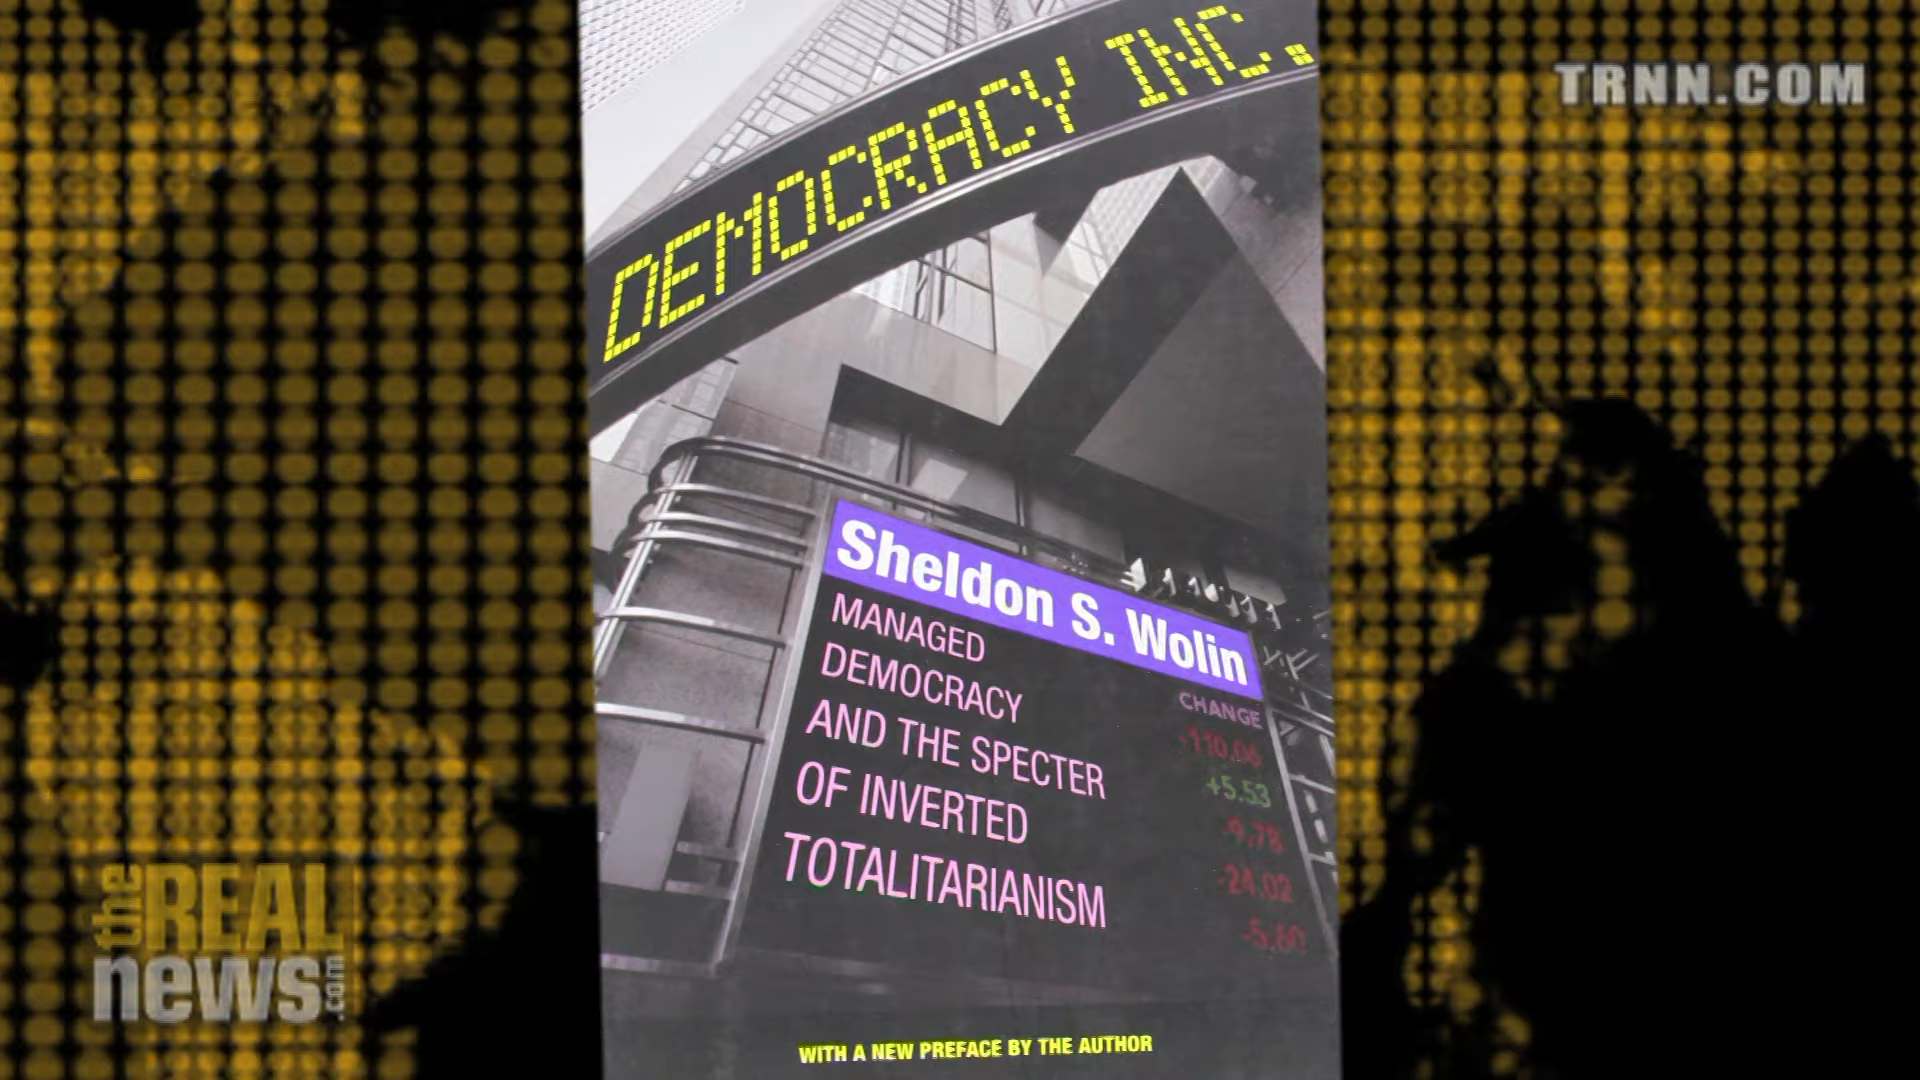 DEMOCRACY INC.
TRNN.COM
Sheldon S. Wolin
MANAGED
DEMOCRACY
AND THE SPECTER
OF INVERTED
TOTALITARIANISM
CHANGE
-110.06
+5.53
-9.78
-24.02
-5.60
the REAL
news.com
WITH A NEW PREFACE BY THE AUTHOR